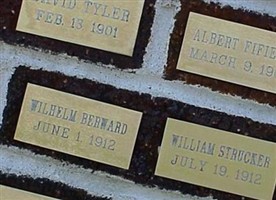 DAVID TYLER
FEB. 13 1901
ALBERT FIFIE
MARCH 9, 19
WILHELM BERWARD
JUNE 1 1912
WILLIAM STRUCKER
JULY 19, 1912